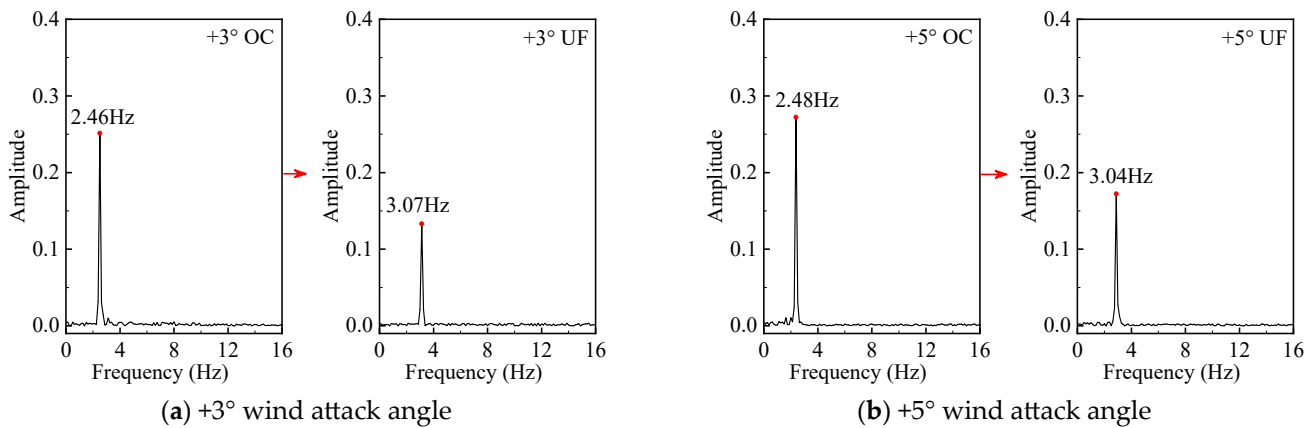 0.4
+3° OC
0.3
2.46Hz
0.2
Amplitude
0.1
0.0
0 4 8 12 16
Frequency (Hz)
0.4
+3° UF
0.3
0.2
3.07Hz
Amplitude
0.1
0.0
0 4 8 12 16
Frequency (Hz)
(a) +3° wind attack angle
0.4
+5° OC
0.3
2.48Hz
0.2
Amplitude
0.1
0.0
0 4 8 12 16
Frequency (Hz)
0.4
+5° UF
0.3
0.2
3.04Hz
Amplitude
0.1
0.0
0 4 8 12 16
Frequency (Hz)
(b) +5° wind attack angle